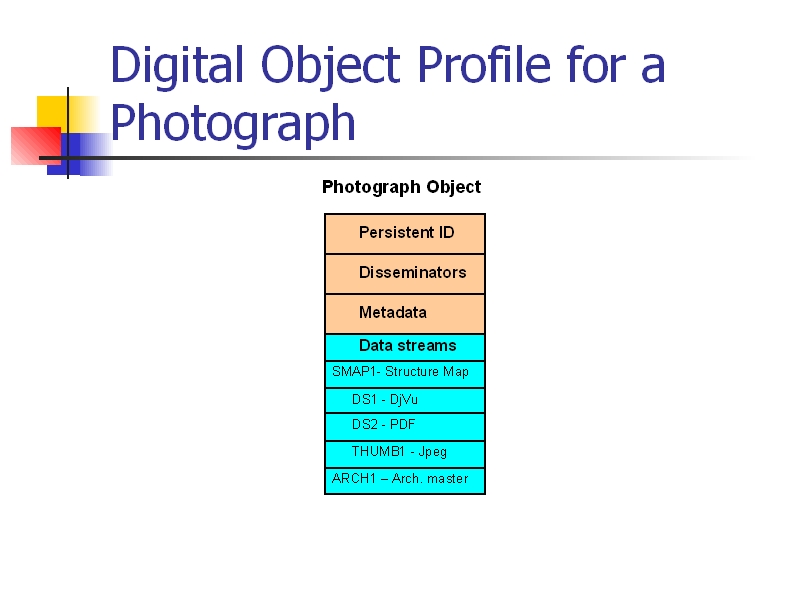 Digital Object Profile for a
Photograph
Photograph Object
Persistent ID
Disseminators
Metadata
Data streams
SMAP1- Structure Map
DS1 - DjVu
DS2 - PDF
THUMB1 - Jpeg
ARCH1 – Arch. master